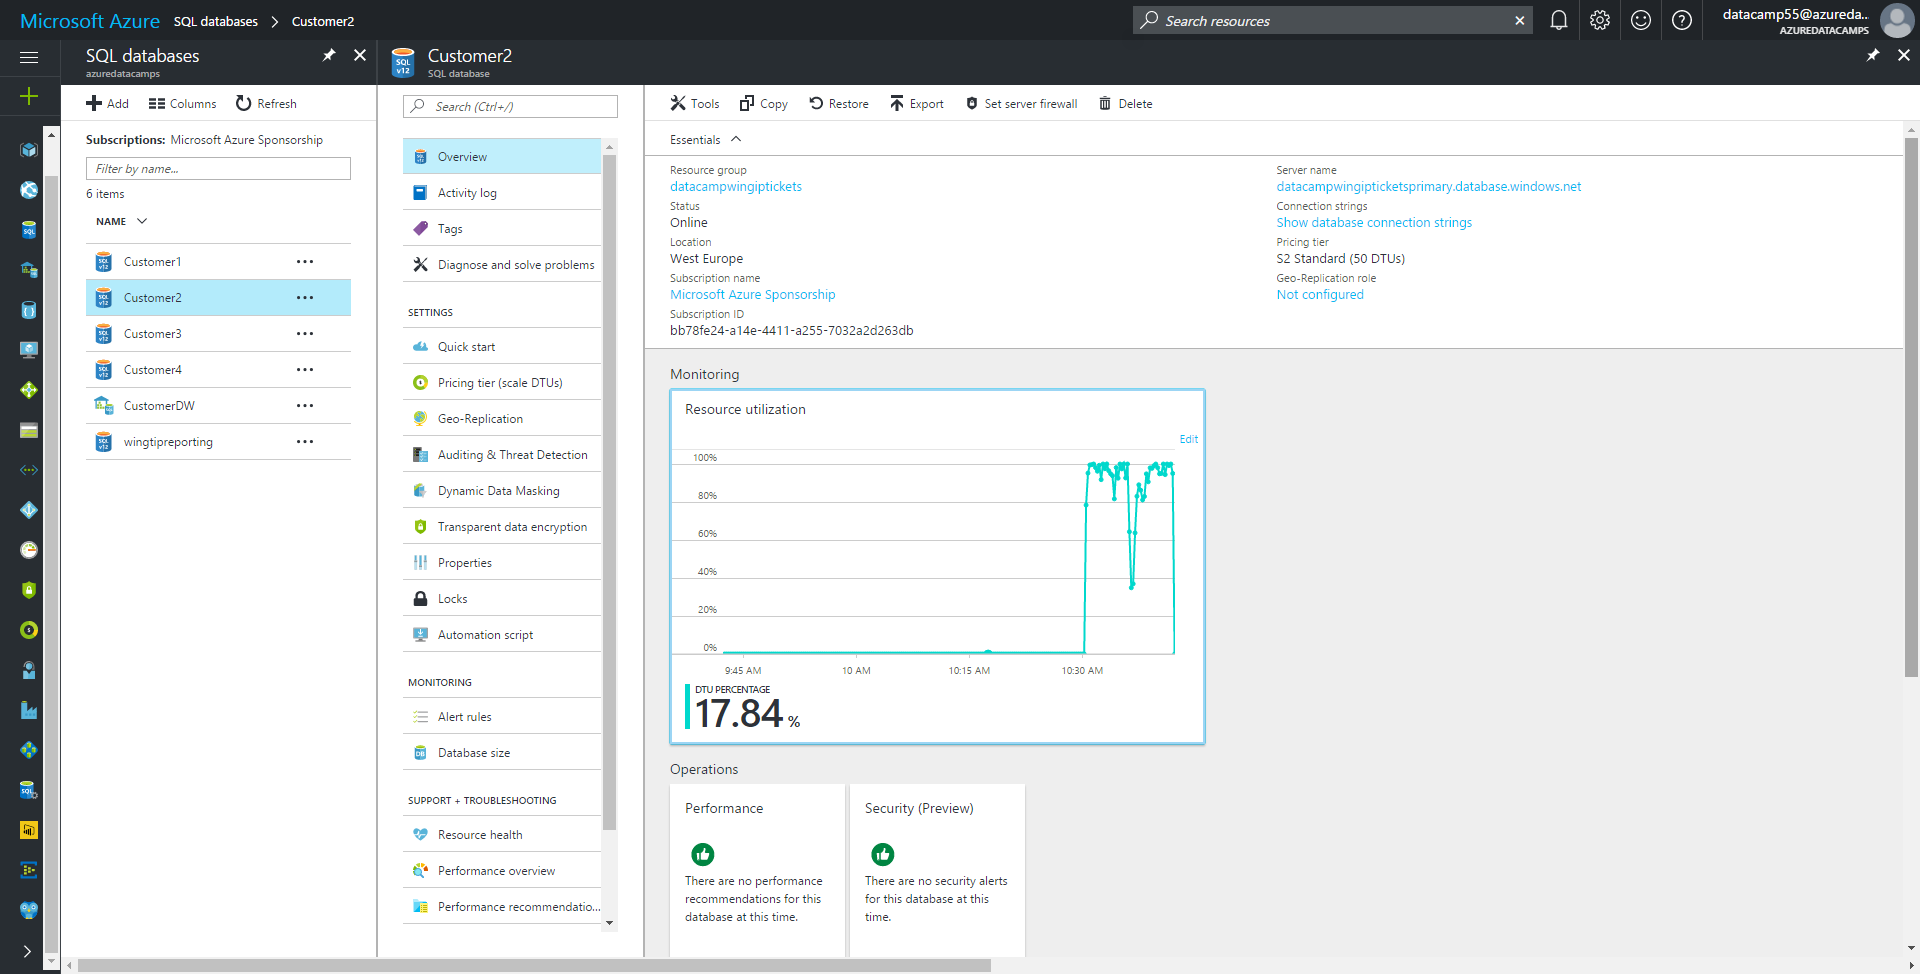 Microsoft Azure
SQL databases
Customer2
Search resources
datacamp55@azureda...
AZUREDATACAMPS
SQL databases
azuredatacamps
Add
Columns
Refresh
Subscriptions: Microsoft Azure Sponsorship
Filter by name...
6 items
NAME
Customer1
Customer2
Customer3
Customer4
CustomerDW
wingtipreporting
Customer2
SQL database
Search (Ctrl+/)
Overview
Activity log
Tags
Diagnose and solve problems
SETTINGS
Quick start
Pricing tier (scale DTUs)
Geo-Replication
Auditing & Threat Detection
Dynamic Data Masking
Transparent data encryption
Properties
Locks
Automation script
MONITORING
Alert rules
Database size
SUPPORT + TROUBLESHOOTING
Resource health
Performance overview
Performance recommendatio...
Tools
Copy
Restore
Export
Set server firewall
Delete
Essentials
Resource group
datacampwingiptickets
Status
Online
Location
West Europe
Subscription name
Microsoft Azure Sponsorship
Subscription ID
bb78fe24-a14e-4411-a255-7032a2d263db
Server name
datacampwingipticketsprimary.database.windows.net
Connection strings
Show database connection strings
Pricing tier
S2 Standard (50 DTUs)
Geo-Replication role
Not configured
Monitoring
Resource utilization
Edit
100%
80%
60%
40%
20%
0%
9:45 AM
10 AM
10:15 AM
10:30 AM
DTU PERCENTAGE
17.84 %
Operations
Performance
There are no performance
recommendations for this
database at this time.
Security (Preview)
There are no security alerts
for this database at this
time.